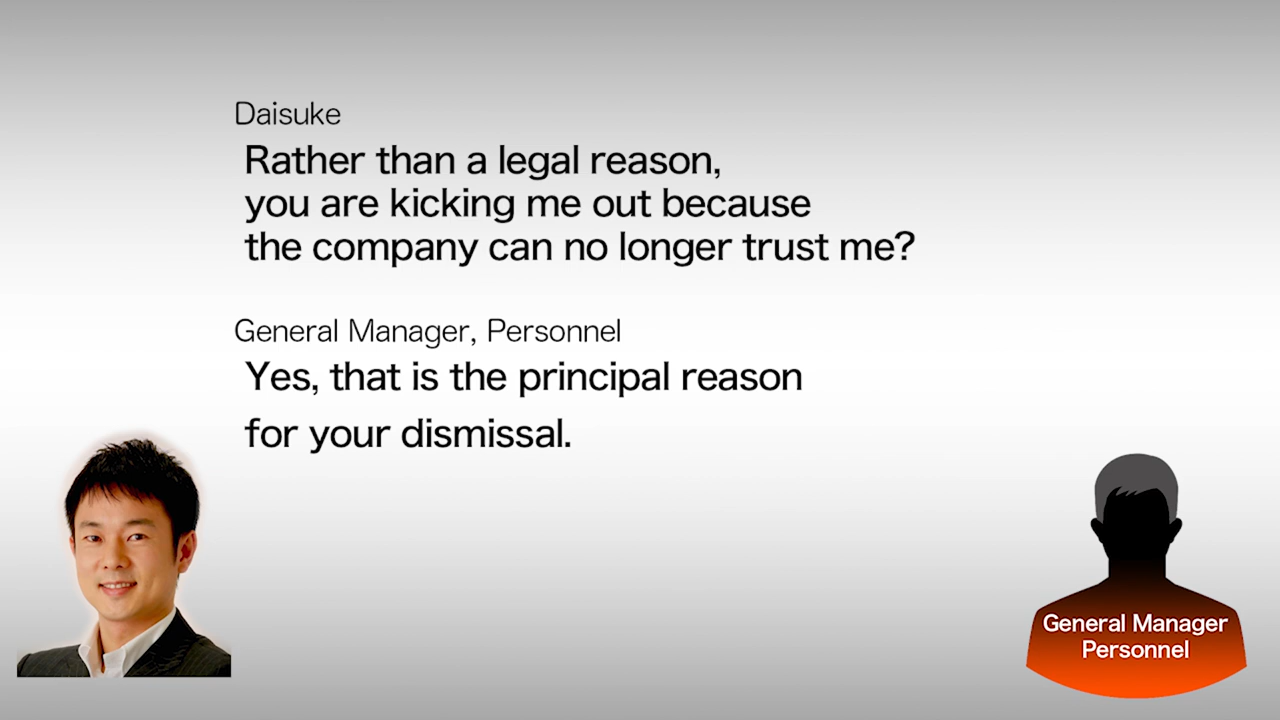 Daisuke
Rather than a legal reason,
you are kicking me out because
the company can no longer trust me?
General Manager, Personnel
Yes, that is the principal reason
for your dismissal.
General Manager
Personnel